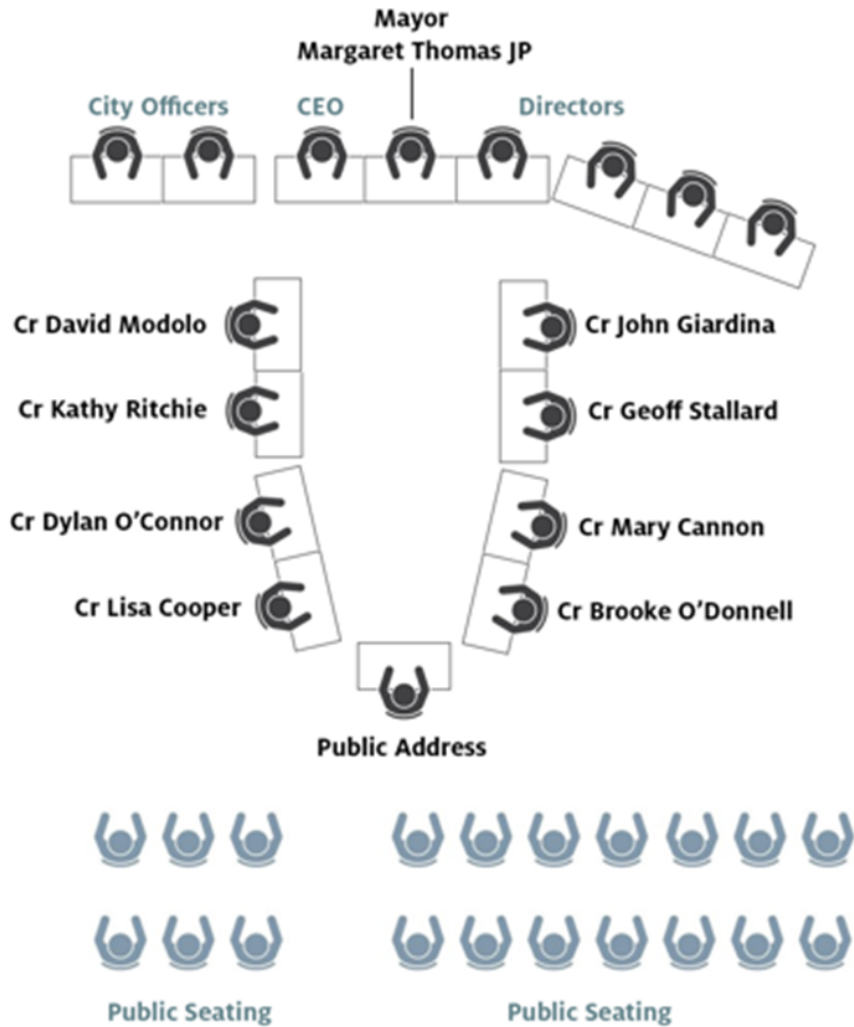 Mayor
Margaret Thomas JP
City Officers
CEO
Directors
Cr David Modolo
Cr John Giardina
Cr Kathy Ritchie
Cr Geoff Stallard
Cr Dylan O’Connor
Cr Mary Cannon
Cr Lisa Cooper
Cr Brooke O’Donnell
Public Address
Public Seating
Public Seating